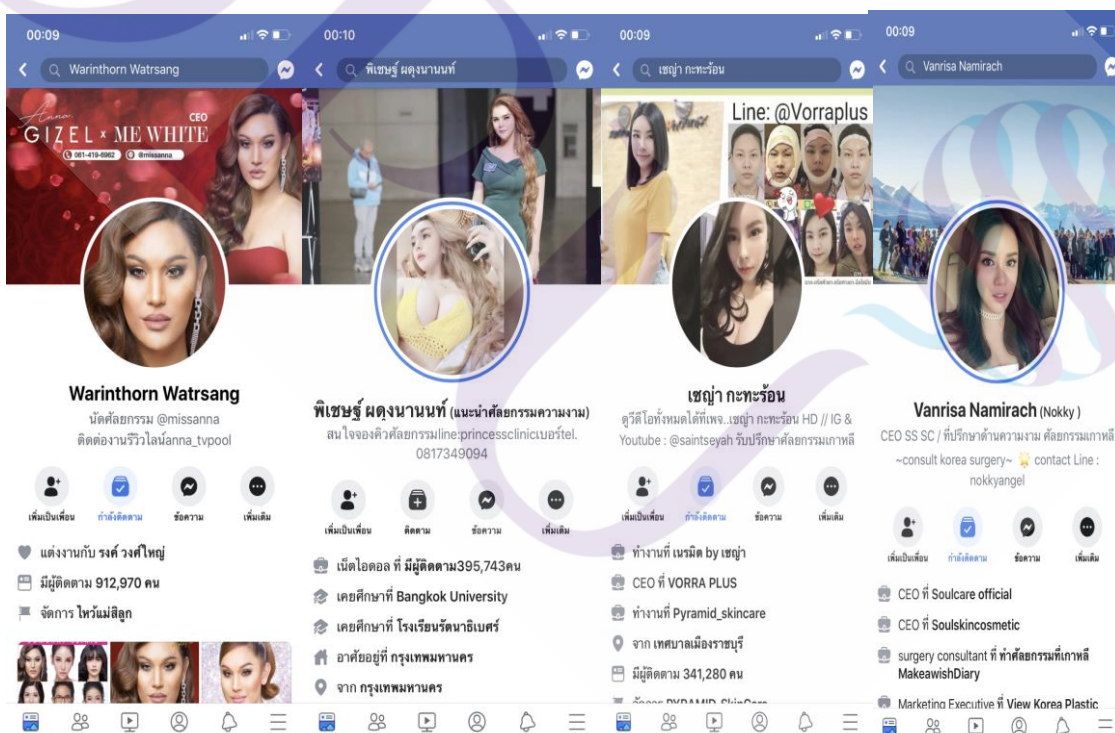 00:09
Warinthorn Watrsang
Anna
CEO
GIZEL x ME WHITE
061-419-6962 @missanna
Warinthorn Watrsang
นัดศัลยกรรม @missanna
ติดต่องานรีวิวไลน์anna_tvpool
เพิ่มเป็นเพื่อน กำลังติดตาม ข้อความ เพิ่มเติม
แต่งงานกับ รงค์ วงศ์ใหญ่
มีผู้ติดตาม 912,970 คน
จัดการ ไหว้แม่สิลูก
00:10
พิเชษฐ์ ผดุงนานนท์
พิเชษฐ์ ผดุงนานนท์ (แนะนำศัลยกรรมความงาม)
สนใจจองคิวศัลยกรรมline:princessclinicเบอร์tel.
0817349094
เพิ่มเป็นเพื่อน ติดตาม ข้อความ เพิ่มเติม
เน็ตไอดอล ที่ มีผู้ติดตาม395,743คน
เคยศึกษาที่ Bangkok University
เคยศึกษาที่ โรงเรียนรัตนาธิเบศร์
อาศัยอยู่ที่ กรุงเทพมหานคร
จาก กรุงเทพมหานคร
00:09
เชญ่า กะทะร้อน
Line: @Vorraplus
เชญ่า กะทะร้อน
ดูวีดีโอทั้งหมดได้ที่เพจ..เชญ่า กะทะร้อน HD // IG &
Youtube : @saintseyah รับปรึกษาศัลยกรรมเกาหลี
เพิ่มเป็นเพื่อน กำลังติดตาม ข้อความ เพิ่มเติม
ทำงานที่ เนรมิต by เชญ่า
CEO ที่ VORRA PLUS
ทำงานที่ Pyramid_skincare
จาก เทศบาลเมืองราชบุรี
มีผู้ติดตาม 341,280 คน
จัดการ PYRAMID-SkinCare
00:09
Vanrisa Namirach
Vanrisa Namirach (Nokky )
CEO SS SC / ที่ปรึกษาด้านความงาม ศัลยกรรมเกาหลี
~consult korea surgery~ 🌟 contact Line :
nokkyangel
เพิ่มเป็นเพื่อน กำลังติดตาม ข้อความ เพิ่มเติม
CEO ที่ Soulcare official
CEO ที่ Soulskincosmetic
surgery consultant ที่ ทำศัลยกรรมที่เกาหลี
MakeawishDiary
Marketing Executive ที่ View Korea Plastic